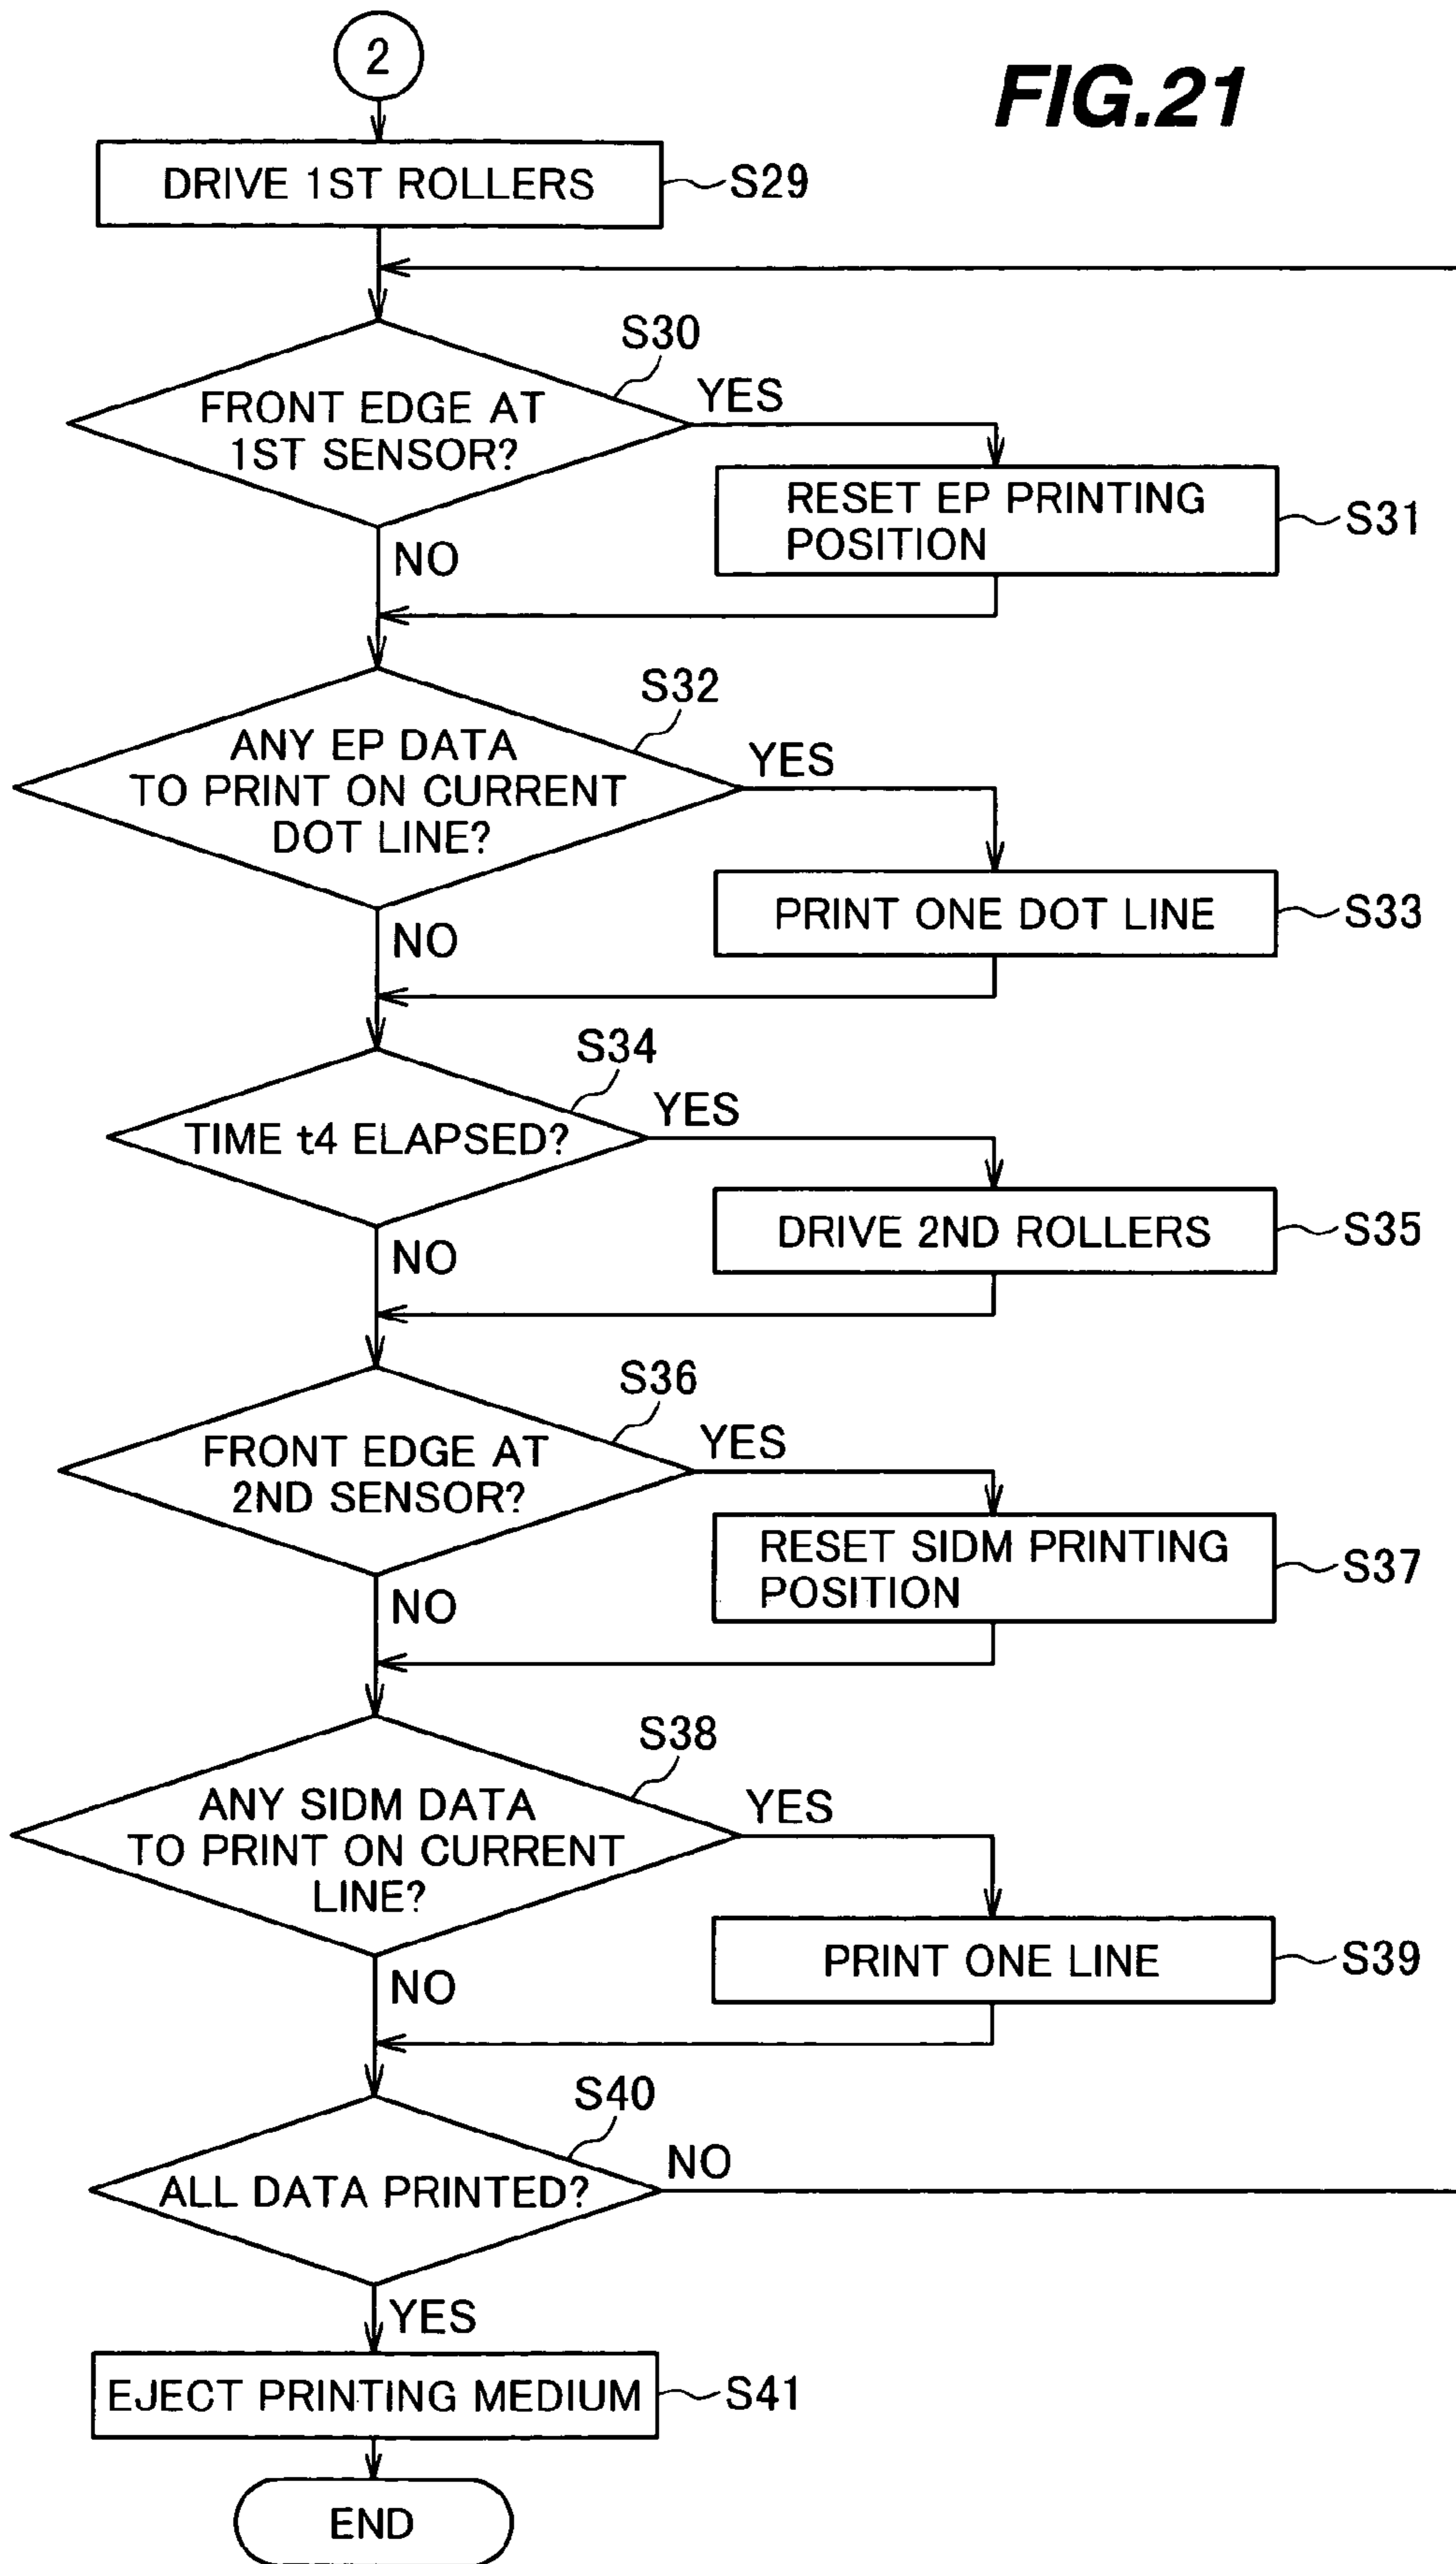 2
FIG.21
DRIVE 1ST ROLLERS
S29
S30
FRONT EDGE AT
1ST SENSOR?
YES
RESET EP PRINTING
POSITION
S31
NO
S32
ANY EP DATA
TO PRINT ON CURRENT
DOT LINE?
YES
PRINT ONE DOT LINE
S33
NO
S34
TIME t4 ELAPSED?
YES
DRIVE 2ND ROLLERS
S35
NO
S36
FRONT EDGE AT
2ND SENSOR?
YES
RESET SIDM PRINTING
POSITION
S37
NO
S38
ANY SIDM DATA
TO PRINT ON CURRENT
LINE?
YES
PRINT ONE LINE
S39
NO
S40
ALL DATA PRINTED?
NO
YES
EJECT PRINTING MEDIUM
S41
END